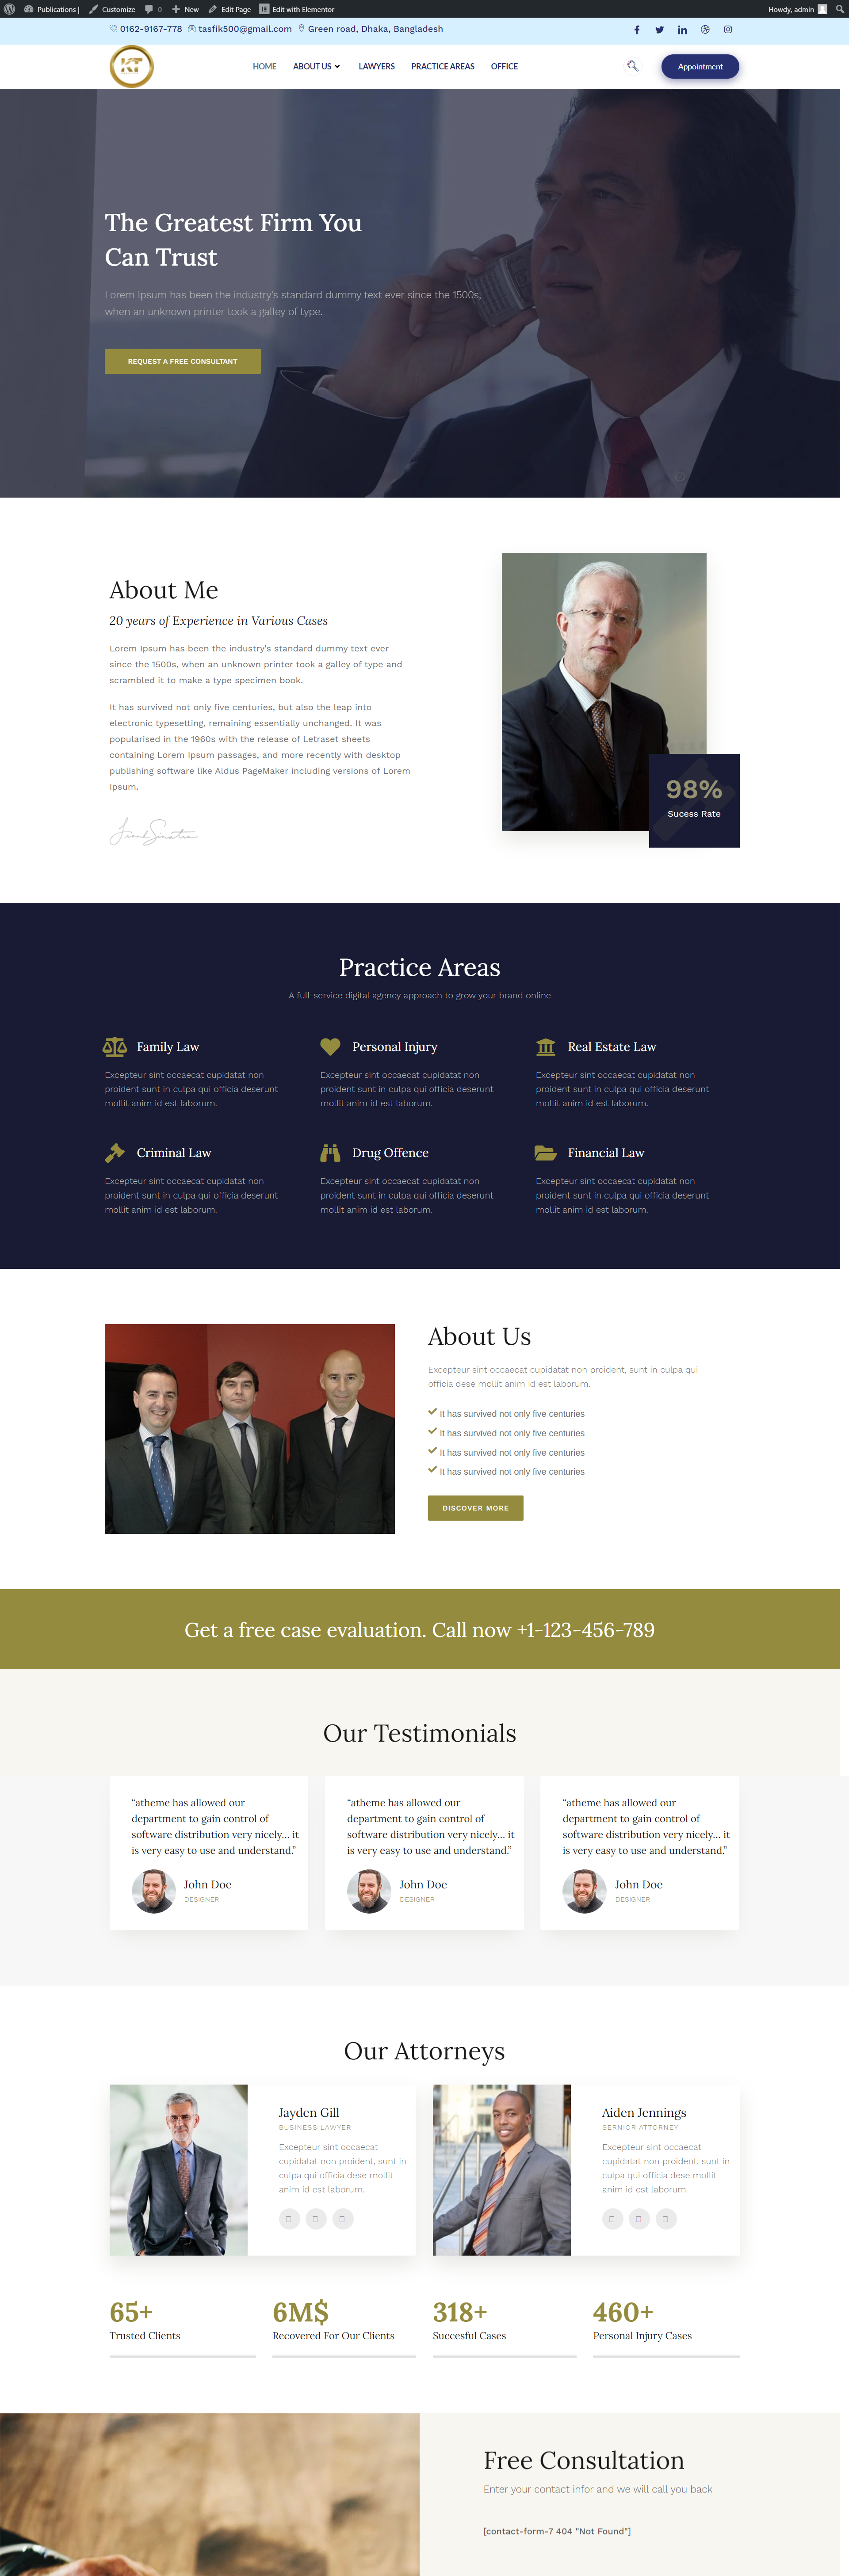 Publications | Customize 0 New Edit Page Edit with Elementor Howdy, admin
0162-9167-778 tasfik500@gmail.com Green road, Dhaka, Bangladesh
KT HOME ABOUT US LAWYERS PRACTICE AREAS OFFICE Appointment
The Greatest Firm You
Can Trust
Lorem Ipsum has been the industry's standard dummy text ever since the 1500s,
when an unknown printer took a galley of type.
REQUEST A FREE CONSULTANT
About Me
20 years of Experience in Various Cases
Lorem Ipsum has been the industry's standard dummy text ever
since the 1500s, when an unknown printer took a galley of type and
scrambled it to make a type specimen book.
It has survived not only five centuries, but also the leap into
electronic typesetting, remaining essentially unchanged. It was
popularised in the 1960s with the release of Letraset sheets
containing Lorem Ipsum passages, and more recently with desktop
publishing software like Aldus PageMaker including versions of Lorem
Ipsum.
98%
Sucess Rate
Practice Areas
A full-service digital agency approach to grow your brand online
Family Law
Excepteur sint occaecat cupidatat non
proident sunt in culpa qui officia deserunt
mollit anim id est laborum.
Personal Injury
Excepteur sint occaecat cupidatat non
proident sunt in culpa qui officia deserunt
mollit anim id est laborum.
Real Estate Law
Excepteur sint occaecat cupidatat non
proident sunt in culpa qui officia deserunt
mollit anim id est laborum.
Criminal Law
Excepteur sint occaecat cupidatat non
proident sunt in culpa qui officia deserunt
mollit anim id est laborum.
Drug Offence
Excepteur sint occaecat cupidatat non
proident sunt in culpa qui officia deserunt
mollit anim id est laborum.
Financial Law
Excepteur sint occaecat cupidatat non
proident sunt in culpa qui officia deserunt
mollit anim id est laborum.
About Us
Excepteur sint occaecat cupidatat non proident, sunt in culpa qui
officia dese mollit anim id est laborum.
It has survived not only five centuries
It has survived not only five centuries
It has survived not only five centuries
It has survived not only five centuries
DISCOVER MORE
Get a free case evaluation. Call now +1-123-456-789
Our Testimonials
“atheme has allowed our
department to gain control of
software distribution very nicely… it
is very easy to use and understand.”
John Doe
DESIGNER
“atheme has allowed our
department to gain control of
software distribution very nicely… it
is very easy to use and understand.”
John Doe
DESIGNER
“atheme has allowed our
department to gain control of
software distribution very nicely… it
is very easy to use and understand.”
John Doe
DESIGNER
Our Attorneys
Jayden Gill
BUSINESS LAWYER
Excepteur sint occaecat
cupidatat non proident, sunt in
culpa qui officia dese mollit
anim id est laborum.
Aiden Jennings
SERNIOR ATTORNEY
Excepteur sint occaecat
cupidatat non proident, sunt in
culpa qui officia dese mollit
anim id est laborum.
65+
Trusted Clients
6M$
Recovered For Our Clients
318+
Succesful Cases
460+
Personal Injury Cases
Free Consultation
Enter your contact infor and we will call you back
[contact-form-7 404 "Not Found"]